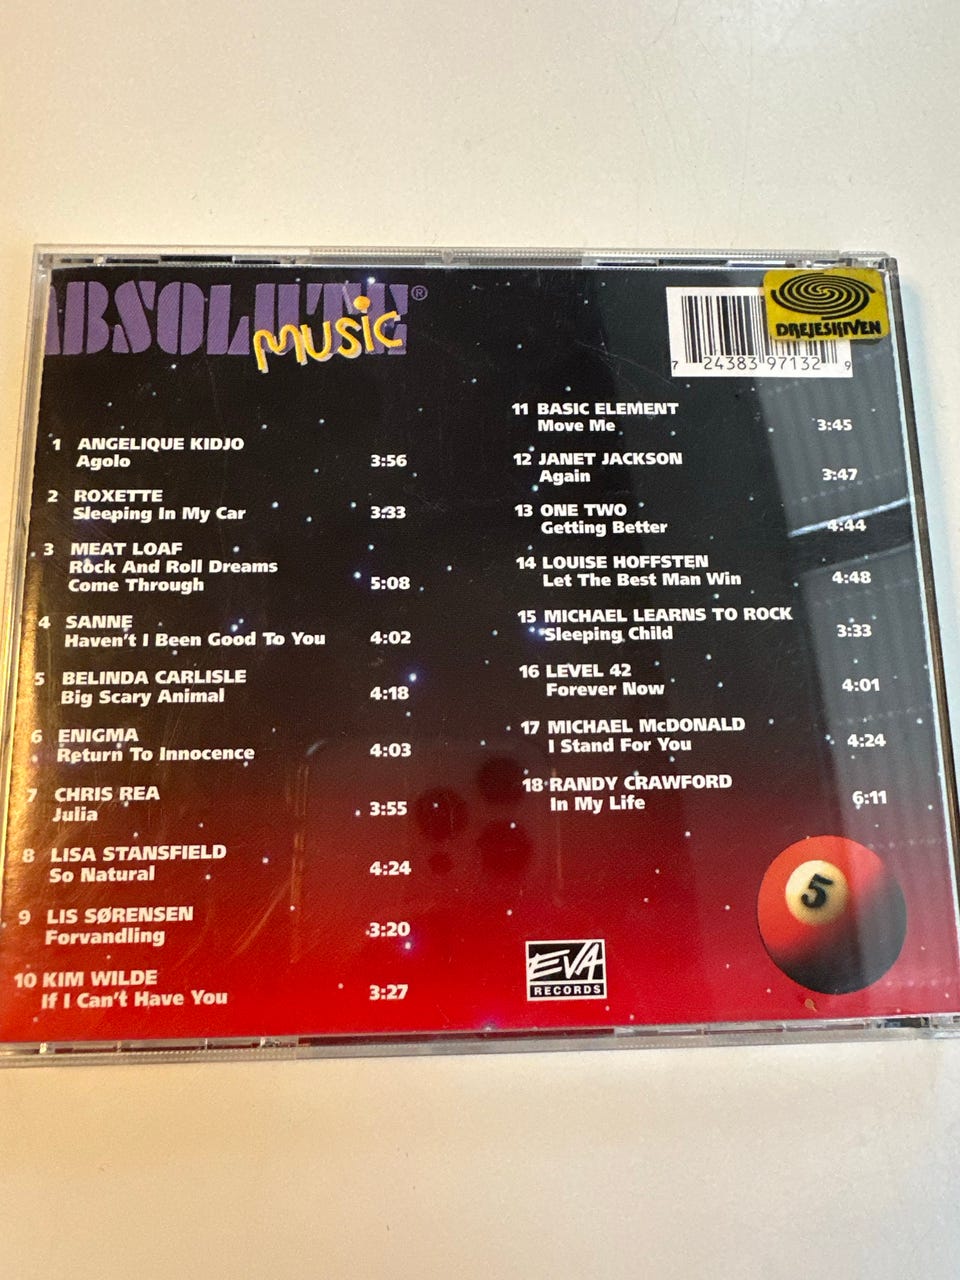 ABSOLUTE®
music
DREJESKIVEN
7 24383 97132 9
1 ANGELIQUE KIDJO
Agolo 3:56
2 ROXETTE
Sleeping In My Car 3:33
3 MEAT LOAF
Rock And Roll Dreams
Come Through 5:08
4 SANNE
Haven't I Been Good To You 4:02
5 BELINDA CARLISLE
Big Scary Animal 4:18
6 ENIGMA
Return To Innocence 4:03
7 CHRIS REA
Julia 3:55
8 LISA STANSFIELD
So Natural 4:24
9 LIS SØRENSEN
Forvandling 3:20
10 KIM WILDE
If I Can't Have You 3:27
11 BASIC ELEMENT
Move Me 3:45
12 JANET JACKSON
Again 3:47
13 ONE TWO
Getting Better 4:44
14 LOUISE HOFFSTEN
Let The Best Man Win 4:48
15 MICHAEL LEARNS TO ROCK
Sleeping Child 3:33
16 LEVEL 42
Forever Now 4:01
17 MICHAEL McDONALD
I Stand For You 4:24
18 RANDY CRAWFORD
In My Life 6:11
5
EVA
RECORDS